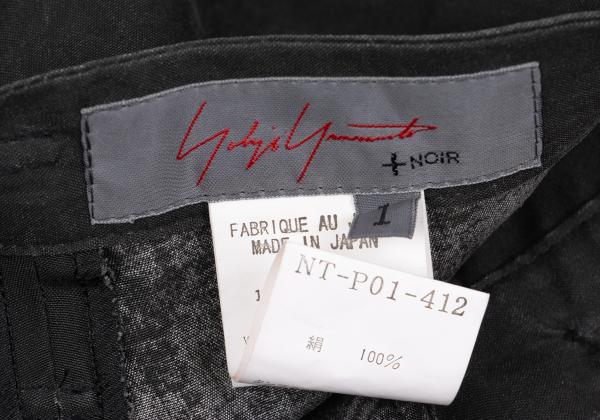 Yohji Yamamoto
+NOIR
1
FABRIQUE AU
MADE IN JAPAN
NT-P01-412
絹 100%